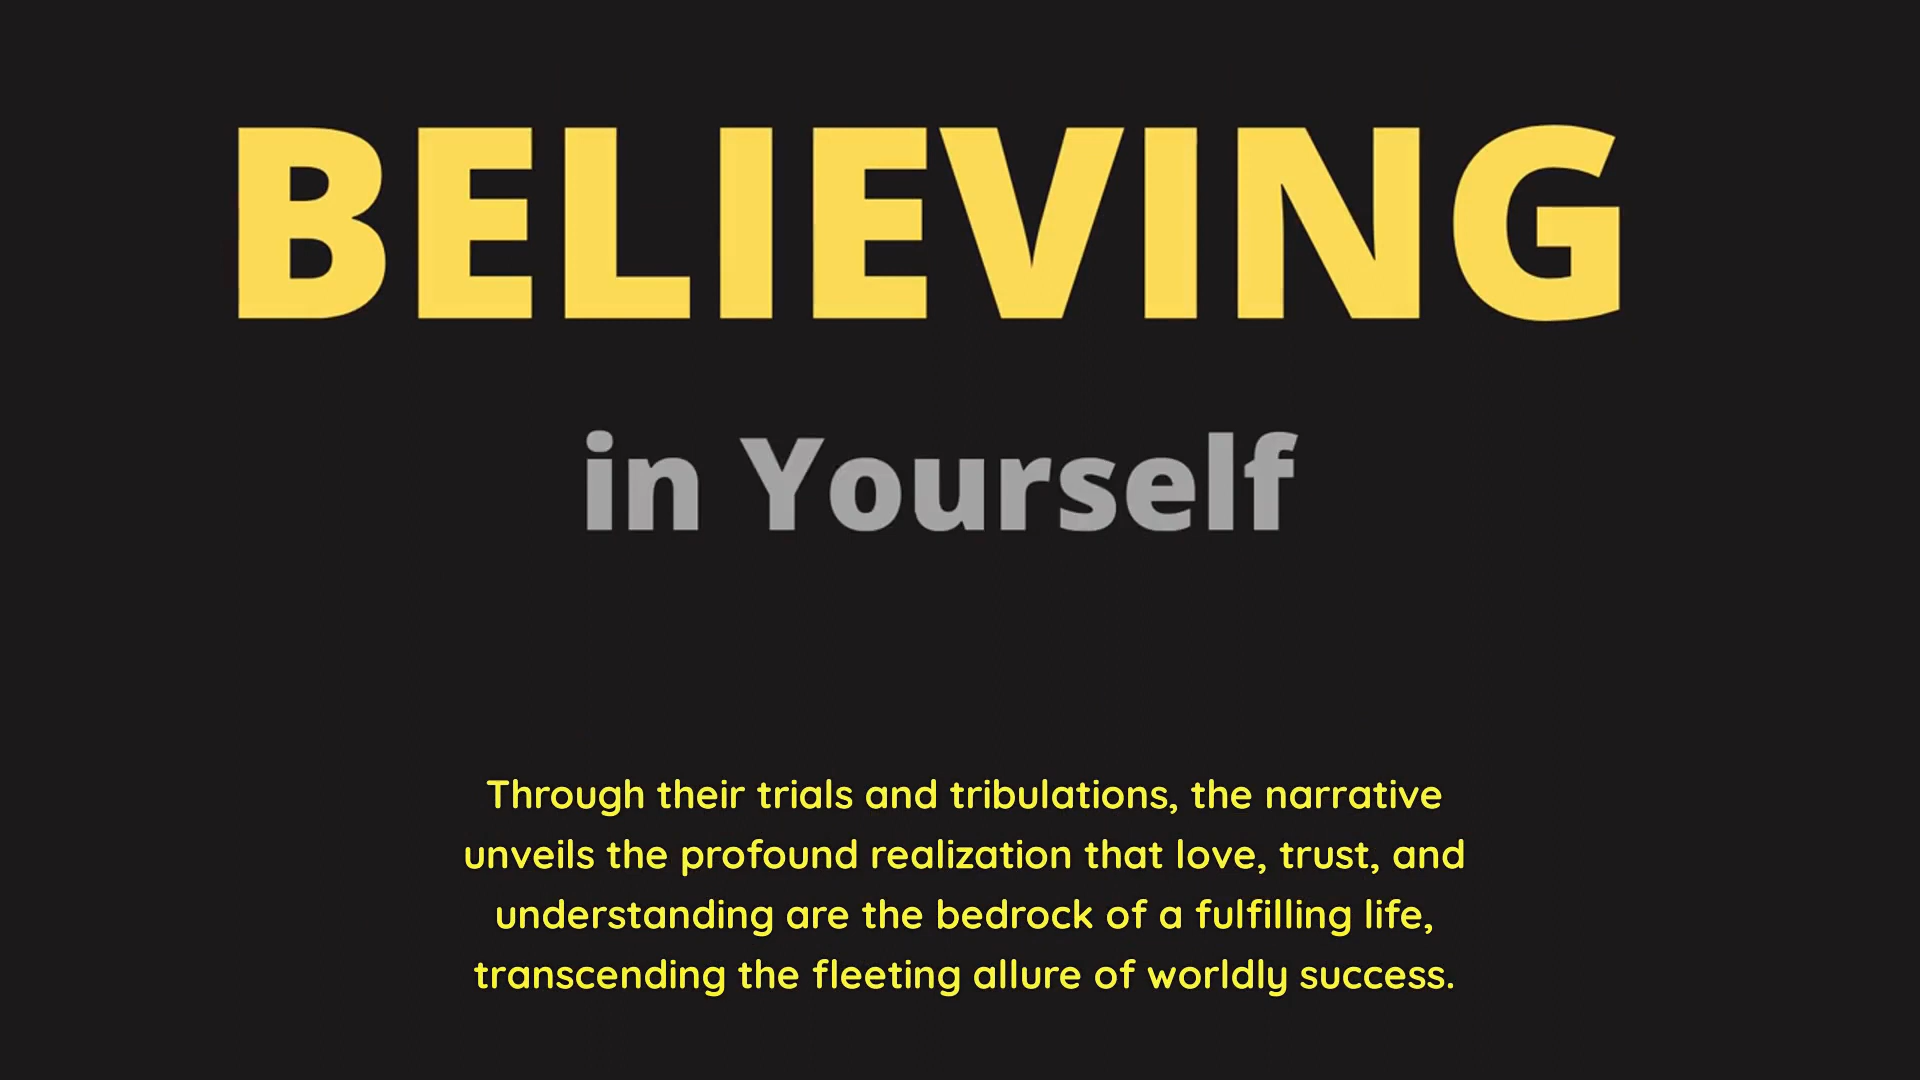 BELIEVING
in Yourself
Through their trials and tribulations, the narrative
unveils the profound realization that love, trust, and
understanding are the bedrock of a fulfilling life,
transcending the fleeting allure of worldly success.